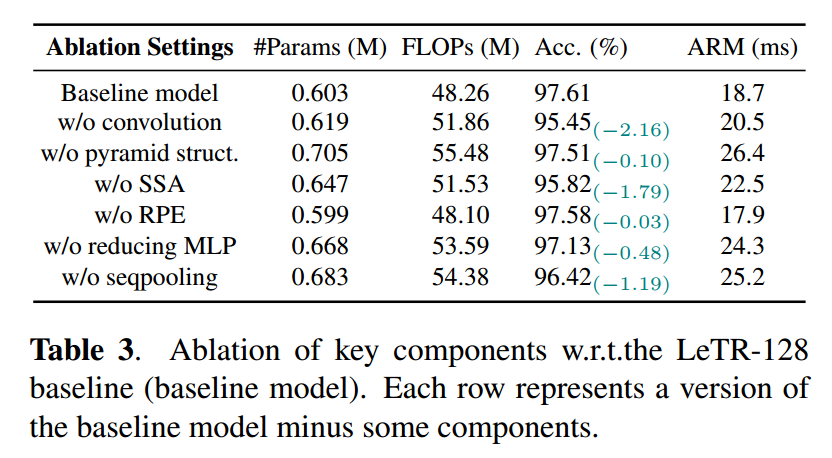 Ablation Settings #Params (M) FLOPs (M) Acc. (%) ARM (ms)
Baseline model 0.603 48.26 97.61 18.7
w/o convolution 0.619 51.86 95.45(−2.16) 20.5
w/o pyramid struct. 0.705 55.48 97.51(−0.10) 26.4
w/o SSA 0.647 51.53 95.82(−1.79) 22.5
w/o RPE 0.599 48.10 97.58(−0.03) 17.9
w/o reducing MLP 0.668 53.59 97.13(−0.48) 24.3
w/o seqpooling 0.683 54.38 96.42(−1.19) 25.2
Table 3. Ablation of key components w.r.t.the LeTR-128
baseline (baseline model). Each row represents a version of
the baseline model minus some components.